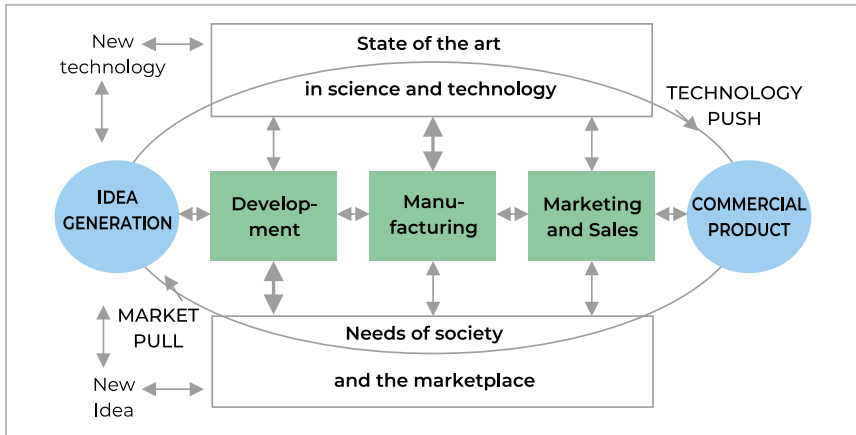 New
technology
State of the art
in science and technology
TECHNOLOGY
PUSH
IDEA
GENERATION
Develop-
ment
Manu-
facturing
Marketing
and Sales
COMMERCIAL
PRODUCT
MARKET
PULL
Needs of society
and the marketplace
New
Idea